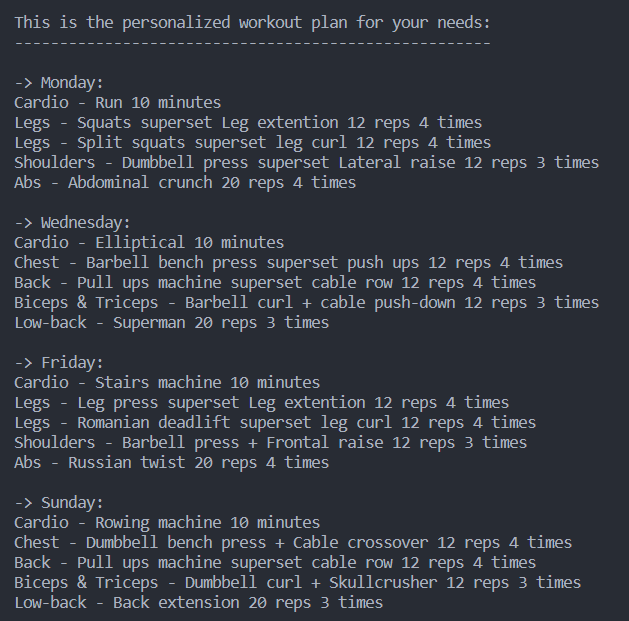 This is the personalized workout plan for your needs:
-----------------------------------------------------
-> Monday:
Cardio - Run 10 minutes
Legs - Squats superset Leg extention 12 reps 4 times
Legs - Split squats superset leg curl 12 reps 4 times
Shoulders - Dumbbell press superset Lateral raise 12 reps 3 times
Abs - Abdominal crunch 20 reps 4 times
-> Wednesday:
Cardio - Elliptical 10 minutes
Chest - Barbell bench press superset push ups 12 reps 4 times
Back - Pull ups machine superset cable row 12 reps 4 times
Biceps & Triceps - Barbell curl + cable push-down 12 reps 3 times
Low-back - Superman 20 reps 3 times
-> Friday:
Cardio - Stairs machine 10 minutes
Legs - Leg press superset Leg extention 12 reps 4 times
Legs - Romanian deadlift superset leg curl 12 reps 4 times
Shoulders - Barbell press + Frontal raise 12 reps 3 times
Abs - Russian twist 20 reps 4 times
-> Sunday:
Cardio - Rowing machine 10 minutes
Chest - Dumbbell bench press + Cable crossover 12 reps 4 times
Back - Pull ups machine superset cable row 12 reps 4 times
Biceps & Triceps - Dumbbell curl + Skullcrusher 12 reps 3 times
Low-back - Back extension 20 reps 3 times